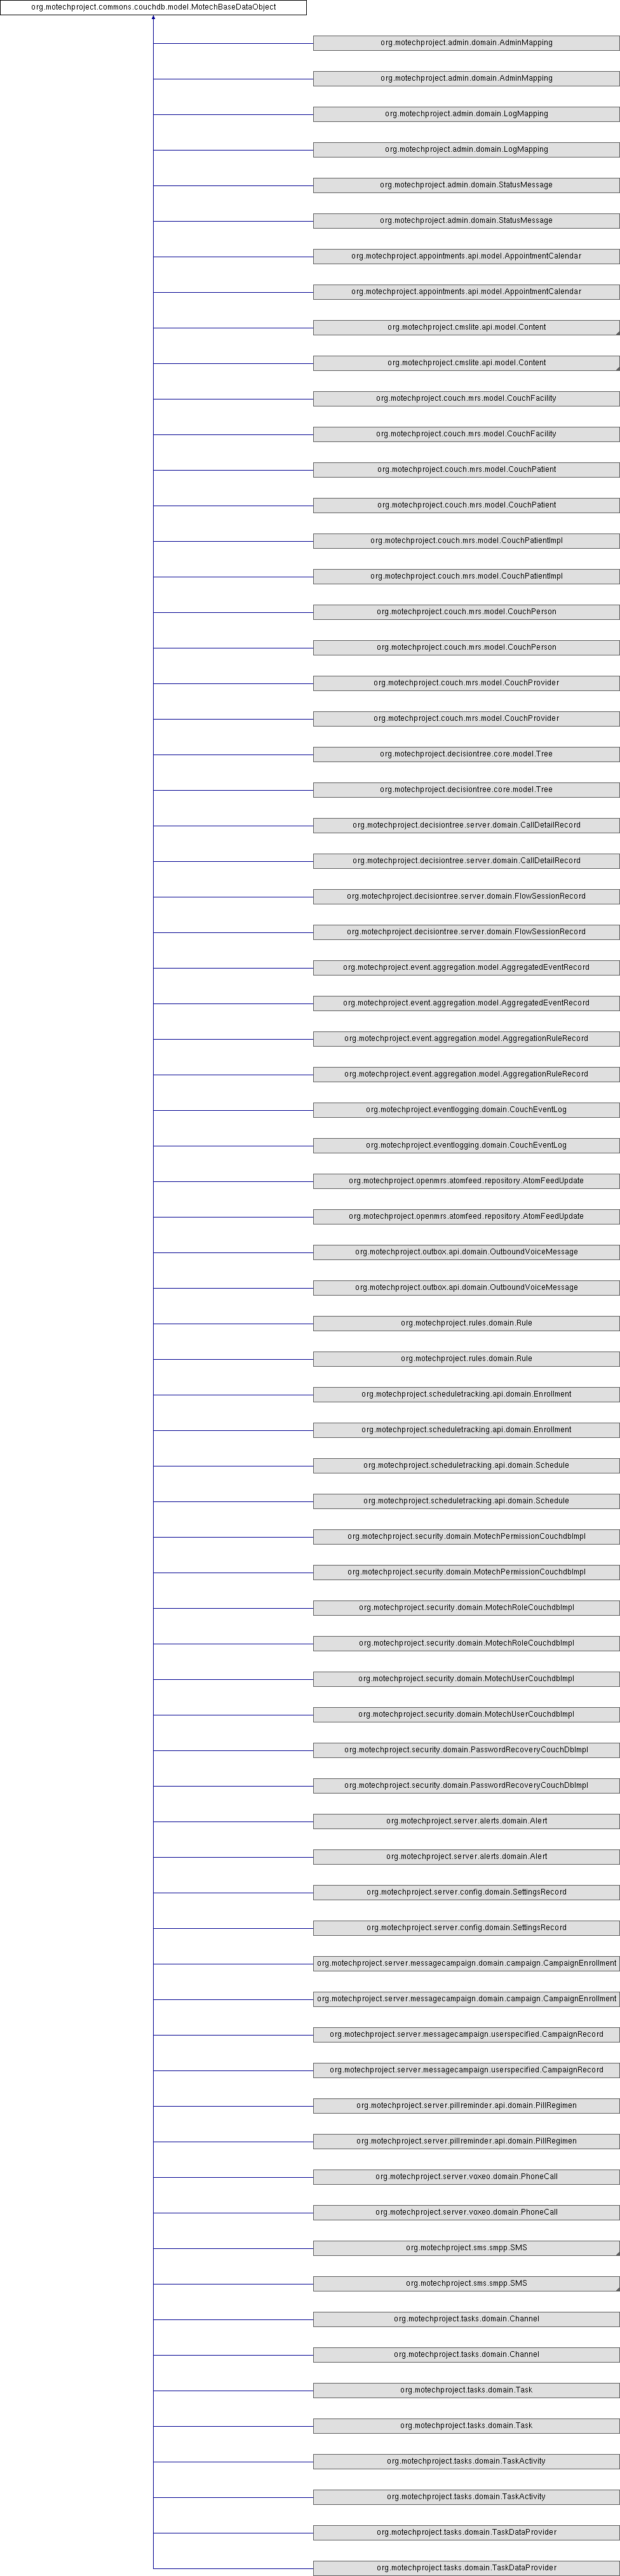 org.motechproject.commons.couchdb.model.MotechBaseDataObject
org.motechproject.admin.domain.AdminMapping
org.motechproject.admin.domain.AdminMapping
org.motechproject.admin.domain.LogMapping
org.motechproject.admin.domain.LogMapping
org.motechproject.admin.domain.StatusMessage
org.motechproject.admin.domain.StatusMessage
org.motechproject.appointments.api.model.AppointmentCalendar
org.motechproject.appointments.api.model.AppointmentCalendar
org.motechproject.cmslite.api.model.Content
org.motechproject.cmslite.api.model.Content
org.motechproject.couch.mrs.model.CouchFacility
org.motechproject.couch.mrs.model.CouchFacility
org.motechproject.couch.mrs.model.CouchPatient
org.motechproject.couch.mrs.model.CouchPatient
org.motechproject.couch.mrs.model.CouchPatientImpl
org.motechproject.couch.mrs.model.CouchPatientImpl
org.motechproject.couch.mrs.model.CouchPerson
org.motechproject.couch.mrs.model.CouchPerson
org.motechproject.couch.mrs.model.CouchProvider
org.motechproject.couch.mrs.model.CouchProvider
org.motechproject.decisiontree.core.model.Tree
org.motechproject.decisiontree.core.model.Tree
org.motechproject.decisiontree.server.domain.CallDetailRecord
org.motechproject.decisiontree.server.domain.CallDetailRecord
org.motechproject.decisiontree.server.domain.FlowSessionRecord
org.motechproject.decisiontree.server.domain.FlowSessionRecord
org.motechproject.event.aggregation.model.AggregatedEventRecord
org.motechproject.event.aggregation.model.AggregatedEventRecord
org.motechproject.event.aggregation.model.AggregationRuleRecord
org.motechproject.event.aggregation.model.AggregationRuleRecord
org.motechproject.eventlogging.domain.CouchEventLog
org.motechproject.eventlogging.domain.CouchEventLog
org.motechproject.openmrs.atomfeed.repository.AtomFeedUpdate
org.motechproject.openmrs.atomfeed.repository.AtomFeedUpdate
org.motechproject.outbox.api.domain.OutboundVoiceMessage
org.motechproject.outbox.api.domain.OutboundVoiceMessage
org.motechproject.rules.domain.Rule
org.motechproject.rules.domain.Rule
org.motechproject.scheduletracking.api.domain.Enrollment
org.motechproject.scheduletracking.api.domain.Enrollment
org.motechproject.scheduletracking.api.domain.Schedule
org.motechproject.scheduletracking.api.domain.Schedule
org.motechproject.security.domain.MotechPermissionCouchdbImpl
org.motechproject.security.domain.MotechPermissionCouchdbImpl
org.motechproject.security.domain.MotechRoleCouchdbImpl
org.motechproject.security.domain.MotechRoleCouchdbImpl
org.motechproject.security.domain.MotechUserCouchdbImpl
org.motechproject.security.domain.MotechUserCouchdbImpl
org.motechproject.security.domain.PasswordRecoveryCouchDbImpl
org.motechproject.security.domain.PasswordRecoveryCouchDbImpl
org.motechproject.server.alerts.domain.Alert
org.motechproject.server.alerts.domain.Alert
org.motechproject.server.config.domain.SettingsRecord
org.motechproject.server.config.domain.SettingsRecord
org.motechproject.server.messagecampaign.domain.campaign.CampaignEnrollment
org.motechproject.server.messagecampaign.domain.campaign.CampaignEnrollment
org.motechproject.server.messagecampaign.userspecified.CampaignRecord
org.motechproject.server.messagecampaign.userspecified.CampaignRecord
org.motechproject.server.pillreminder.api.domain.PillRegimen
org.motechproject.server.pillreminder.api.domain.PillRegimen
org.motechproject.server.voxeo.domain.PhoneCall
org.motechproject.server.voxeo.domain.PhoneCall
org.motechproject.sms.smpp.SMS
org.motechproject.sms.smpp.SMS
org.motechproject.tasks.domain.Channel
org.motechproject.tasks.domain.Channel
org.motechproject.tasks.domain.Task
org.motechproject.tasks.domain.Task
org.motechproject.tasks.domain.TaskActivity
org.motechproject.tasks.domain.TaskActivity
org.motechproject.tasks.domain.TaskDataProvider
org.motechproject.tasks.domain.TaskDataProvider